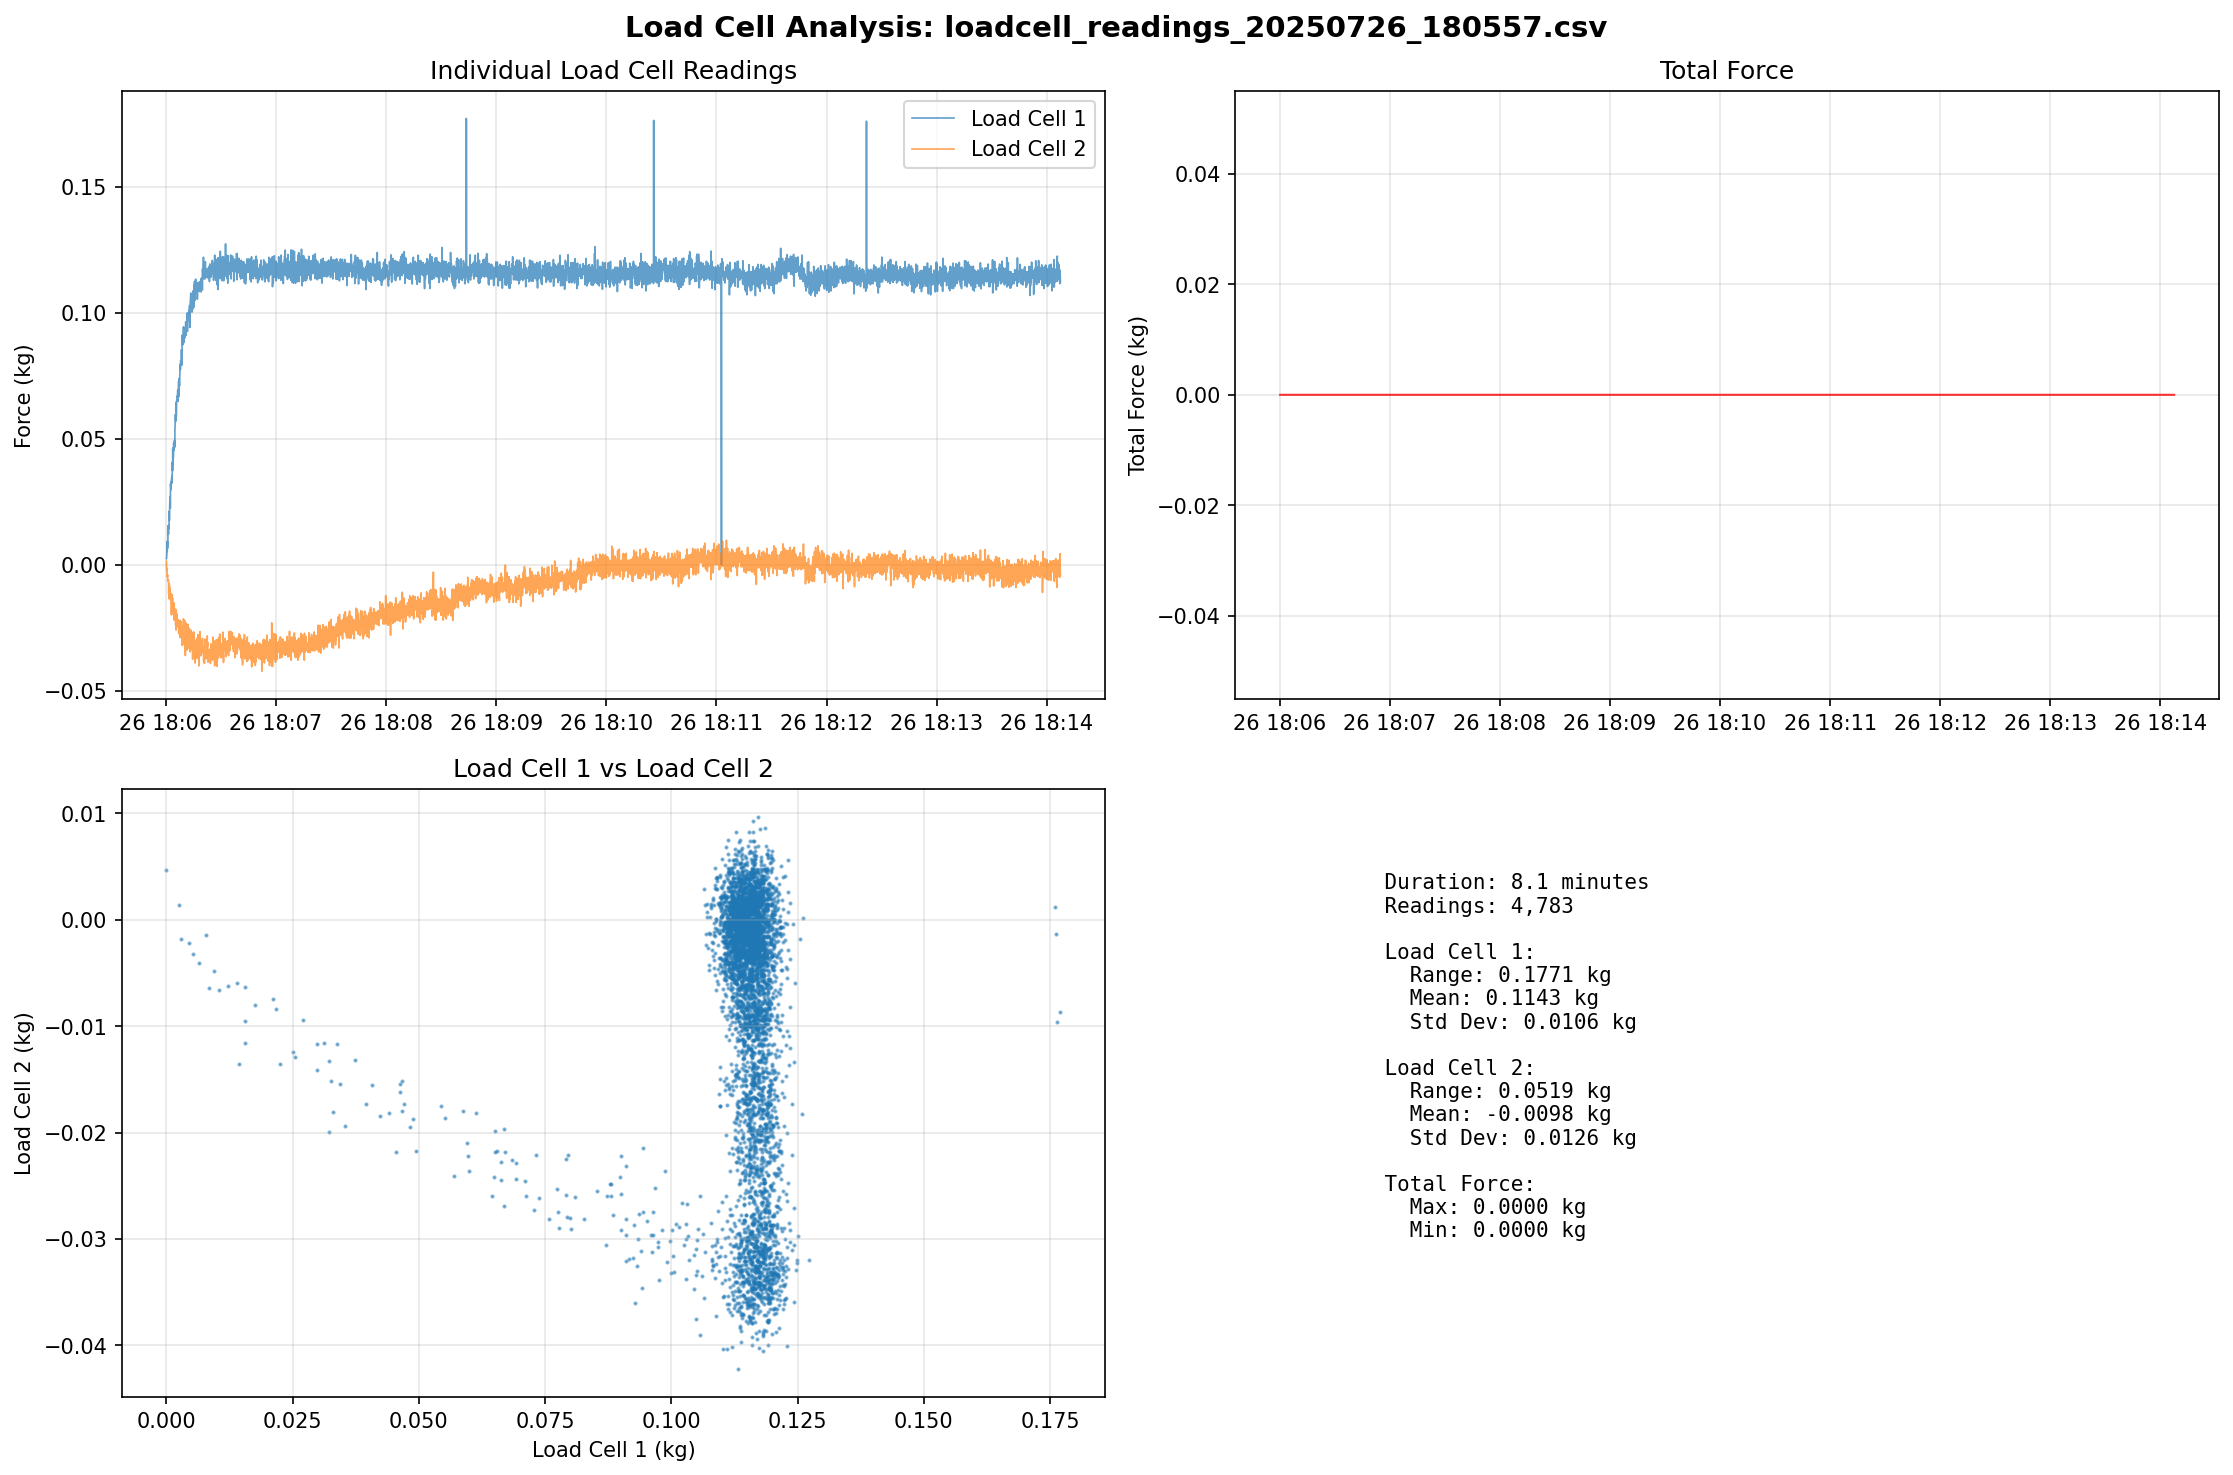 Load Cell Analysis: loadcell_readings_20250726_180557.csv
Individual Load Cell Readings
Load Cell 1
Load Cell 2
Force (kg)
0.15
0.10
0.05
0.00
−0.05
26 18:06 26 18:07 26 18:08 26 18:09 26 18:10 26 18:11 26 18:12 26 18:13 26 18:14
Total Force
Total Force (kg)
0.04
0.02
0.00
−0.02
−0.04
26 18:06 26 18:07 26 18:08 26 18:09 26 18:10 26 18:11 26 18:12 26 18:13 26 18:14
Load Cell 1 vs Load Cell 2
Load Cell 2 (kg)
0.01
0.00
−0.01
−0.02
−0.03
−0.04
0.000 0.025 0.050 0.075 0.100 0.125 0.150 0.175
Load Cell 1 (kg)
Duration: 8.1 minutes
Readings: 4,783
Load Cell 1:
Range: 0.1771 kg
Mean: 0.1143 kg
Std Dev: 0.0106 kg
Load Cell 2:
Range: 0.0519 kg
Mean: -0.0098 kg
Std Dev: 0.0126 kg
Total Force:
Max: 0.0000 kg
Min: 0.0000 kg